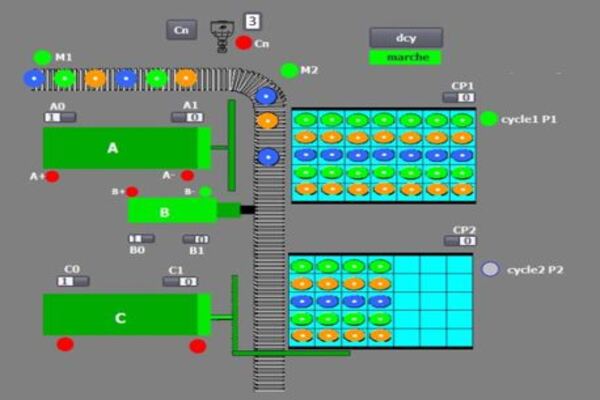 Cn
3
Cn
dcy
marche
M1
M2
CP1
0
cycle1 P1
A0
1
A1
0
A
A+
A-
B+
B-
B
1
B0
0
B1
CP2
0
cycle2 P2
C0
1
C1
0
C